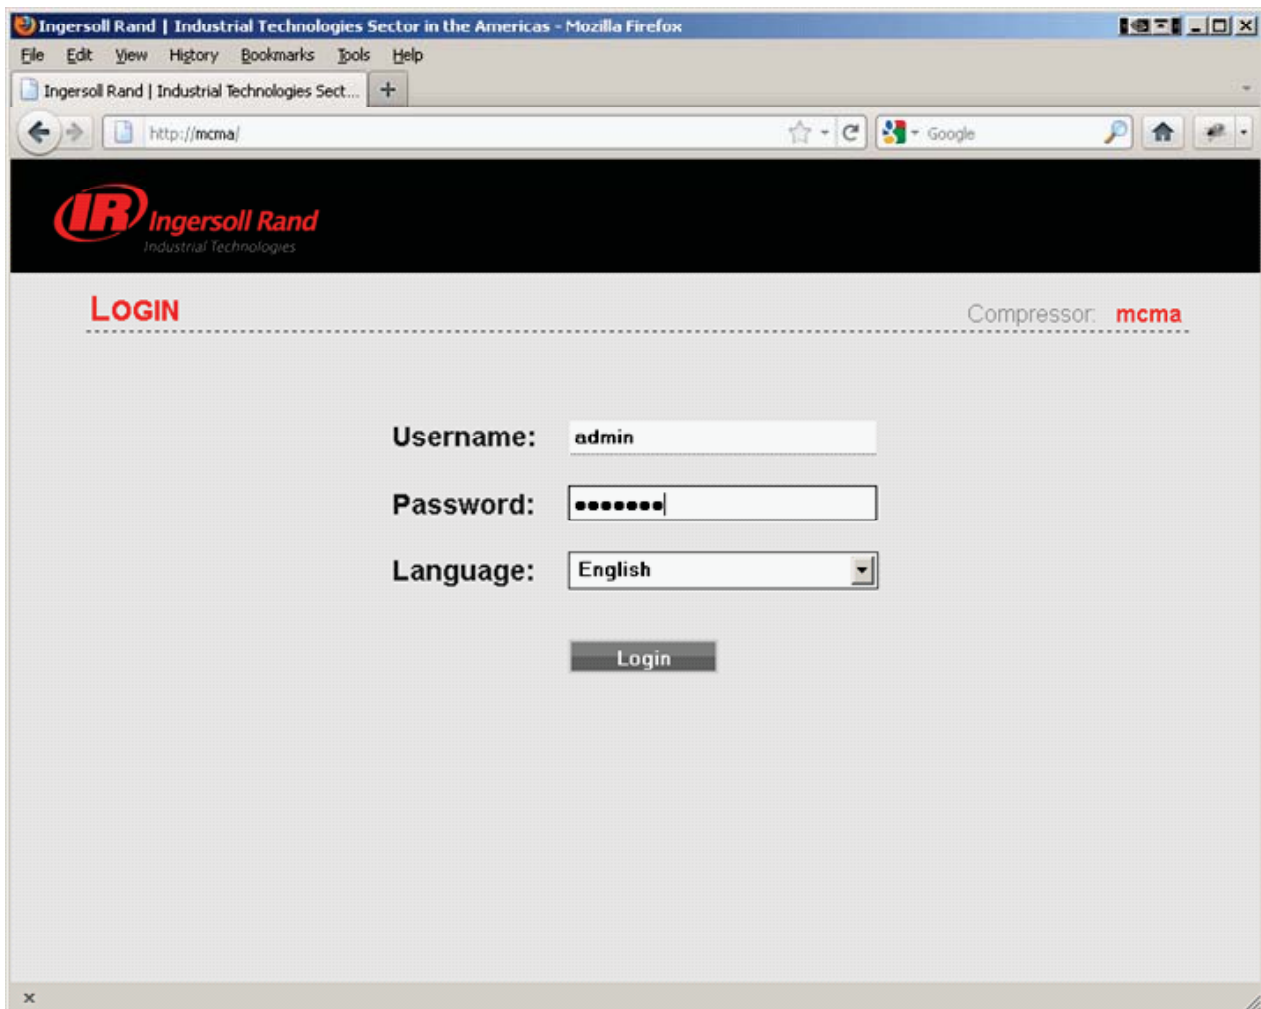 Ingersoll Rand | Industrial Technologies Sector in the Americas - Mozilla Firefox
File Edit View History Bookmarks Tools Help
Ingersoll Rand | Industrial Technologies Sect... +
http://mcma/ Google
IR Ingersoll Rand
Industrial Technologies
LOGIN Compressor: mcma
Username: admin
Password: •••••••
Language: English
Login